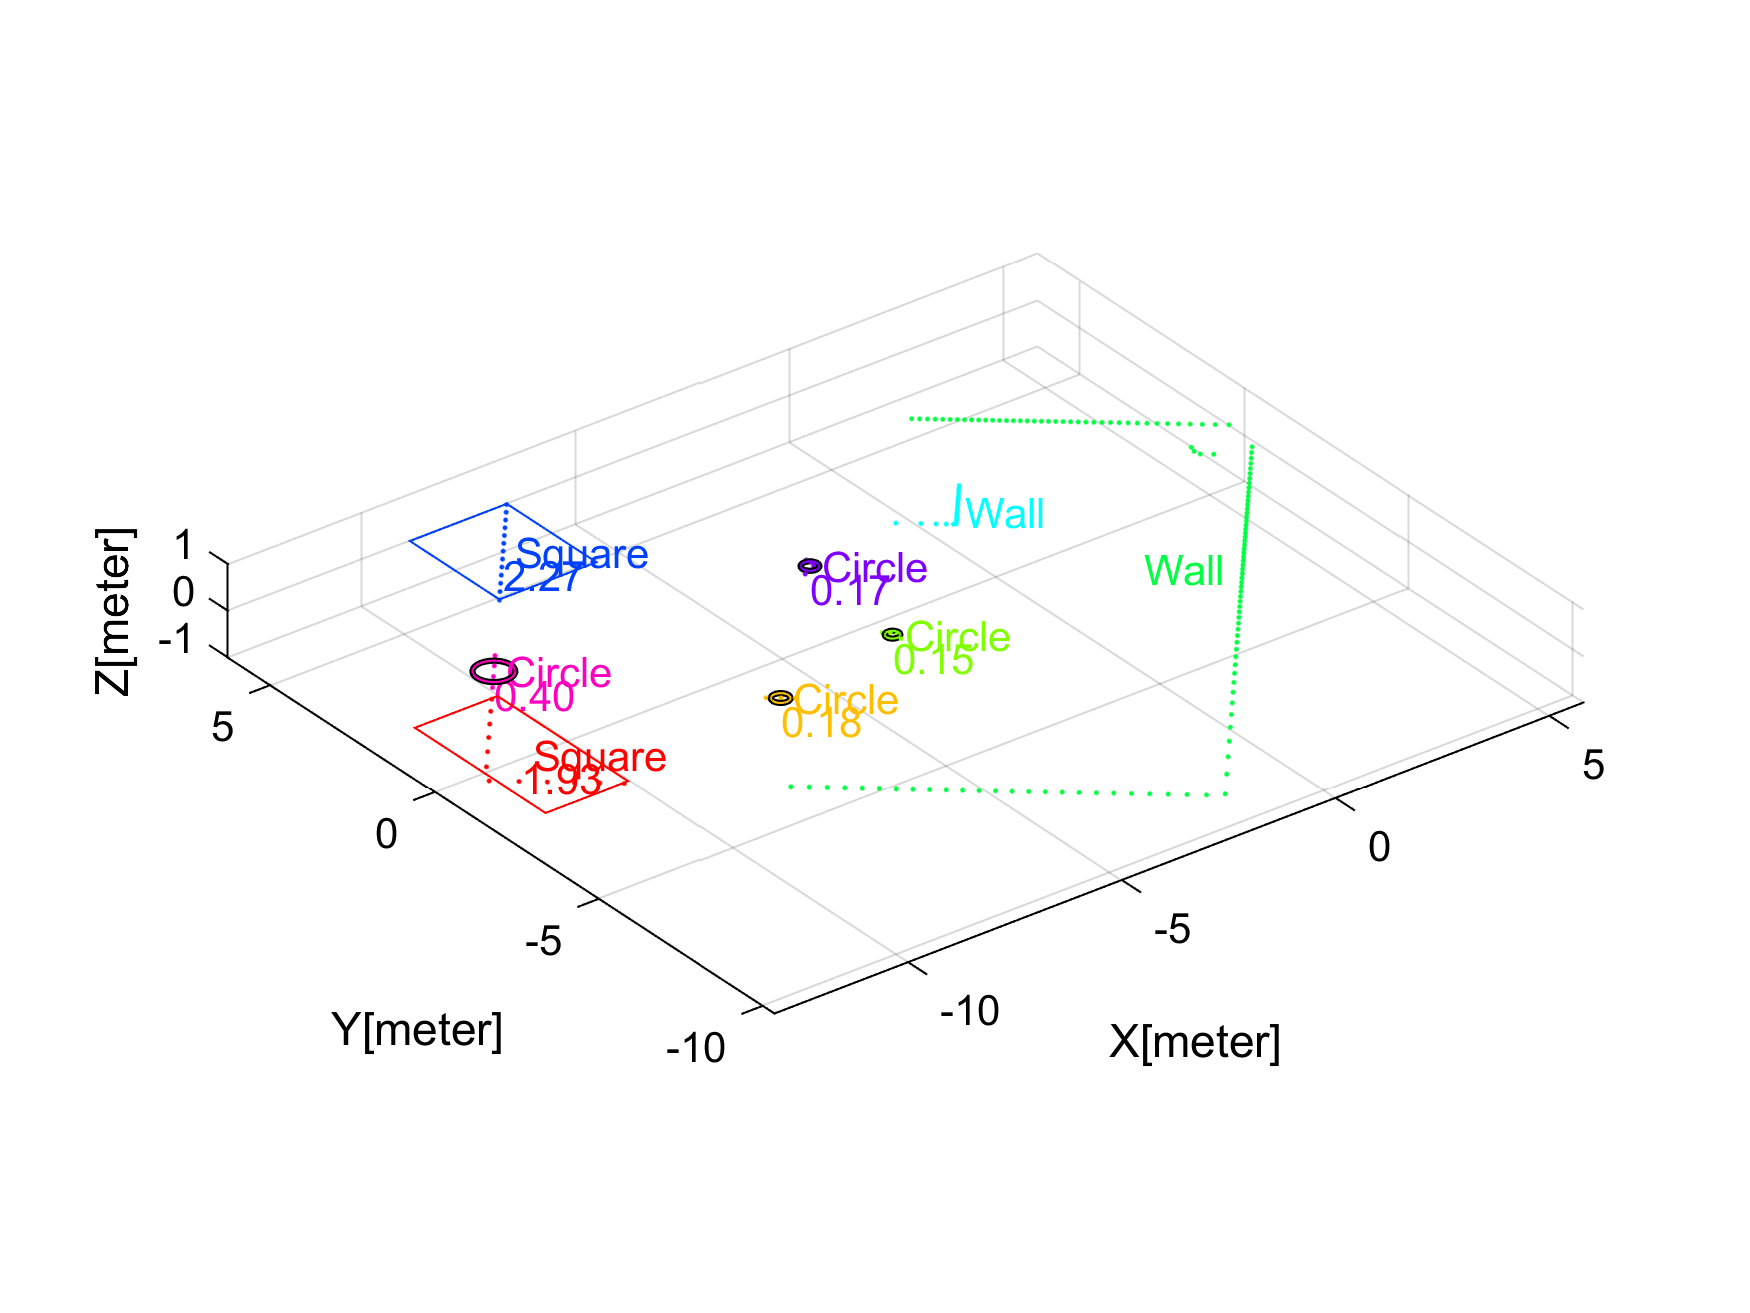 1
0
-1
Z[meter]
5
0
-5
-10
Y[meter]
-10
-5
0
5
X[meter]
Square
2.27
Wall
Circle
0.17
Wall
Circle
0.15
Circle
0.40
Circle
0.18
Square
1.93